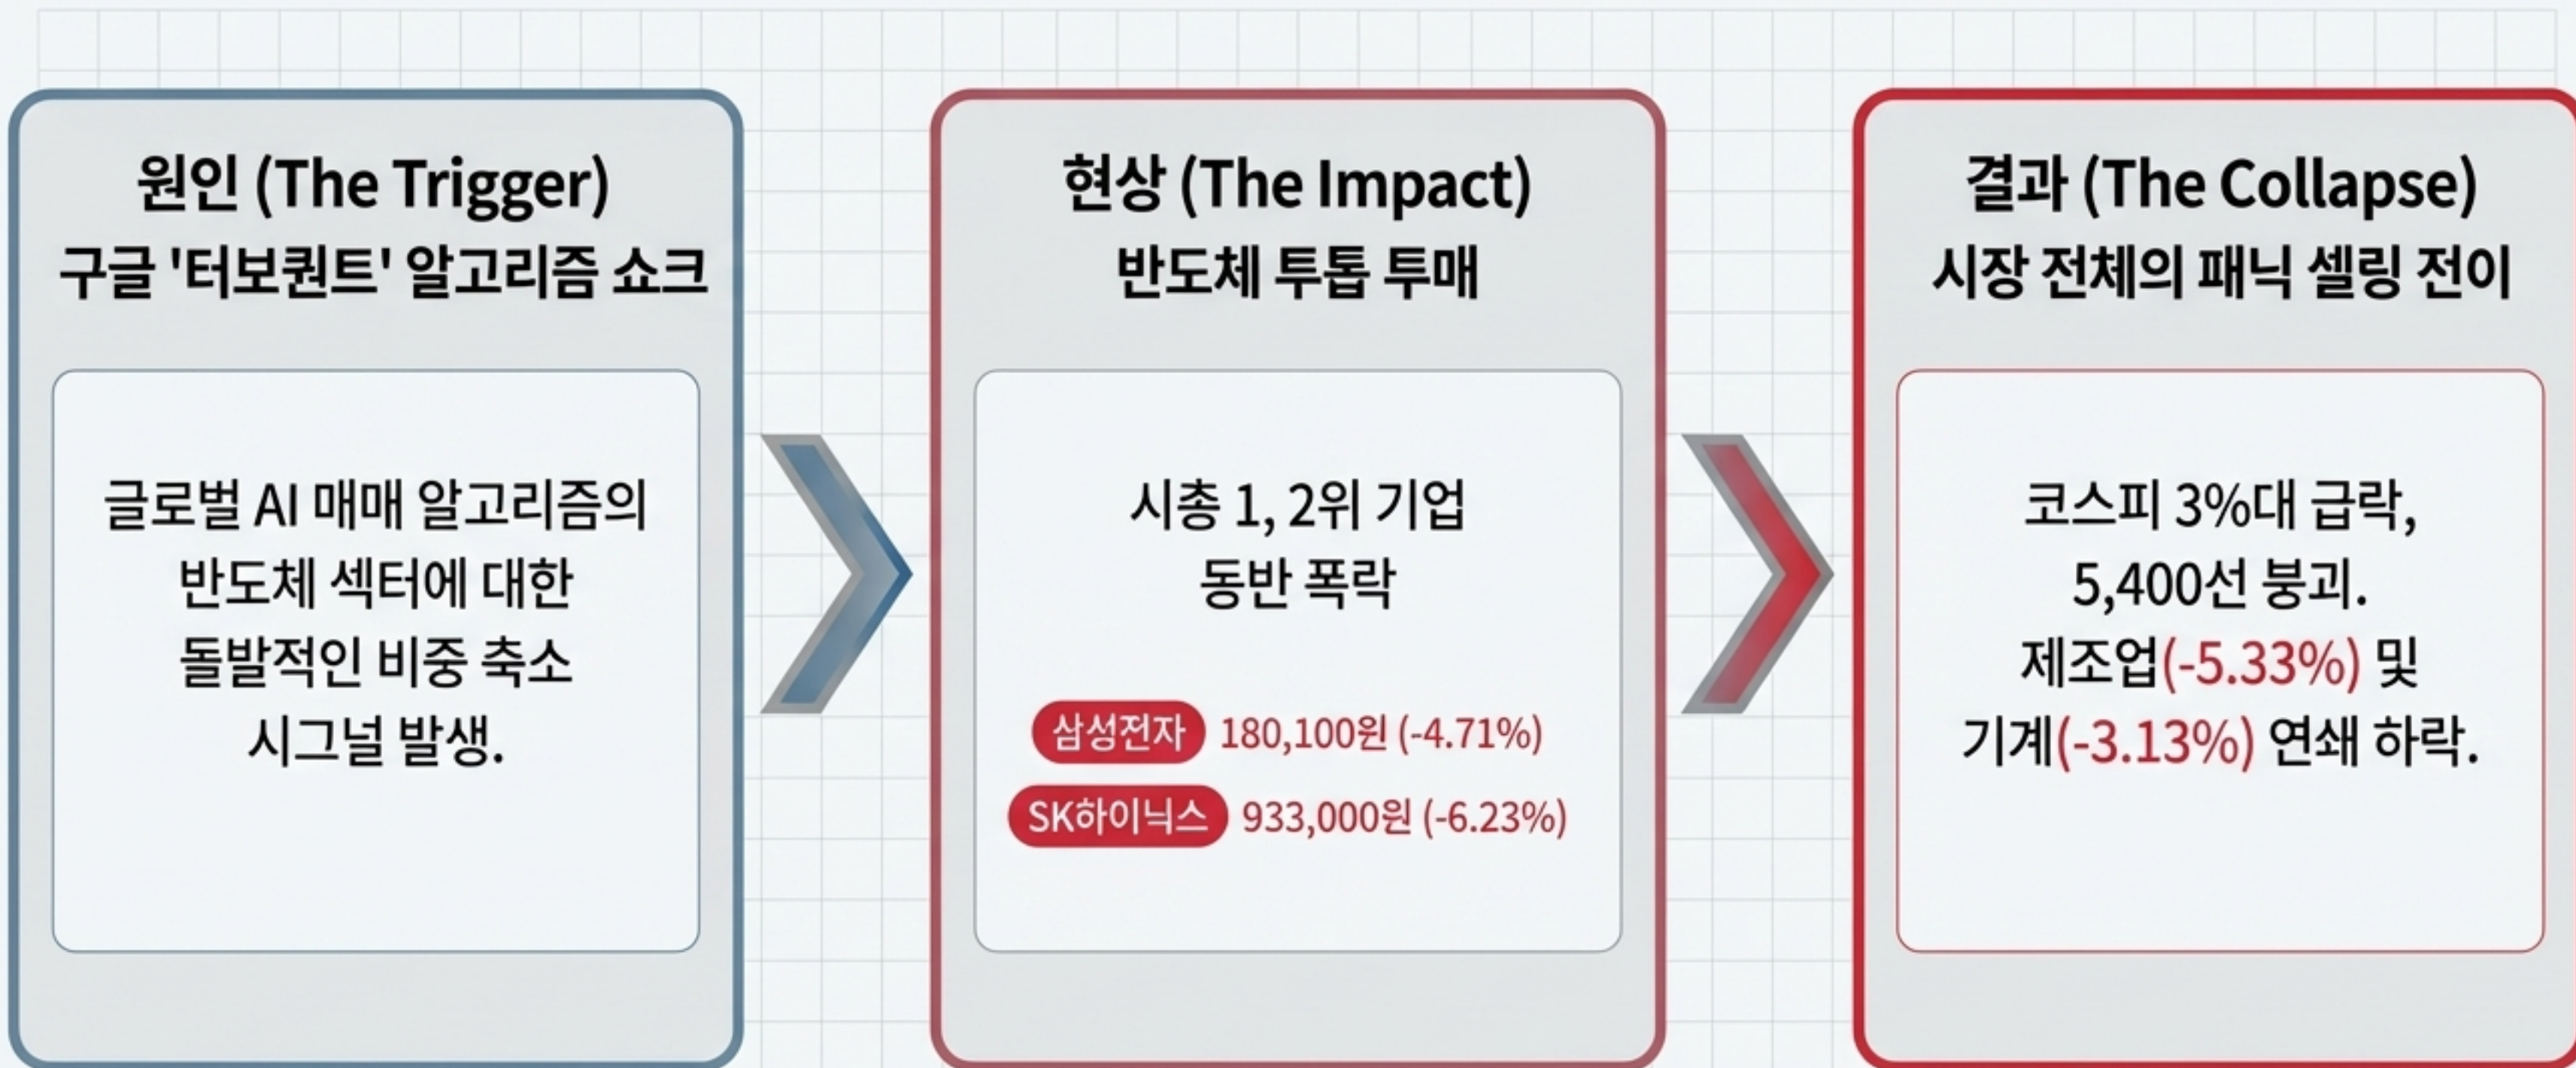 원인 (The Trigger)
구글 '터보퀀트' 알고리즘 쇼크
글로벌 AI 매매 알고리즘의
반도체 섹터에 대한
돌발적인 비중 축소
시그널 발생.
현상 (The Impact)
반도체 투톱 투매
시총 1, 2위 기업
동반 폭락
삼성전자 180,100원 (-4.71%)
SK하이닉스 933,000원 (-6.23%)
결과 (The Collapse)
시장 전체의 패닉 셀링 전이
코스피 3%대 급락,
5,400선 붕괴.
제조업(-5.33%) 및
기계(-3.13%) 연쇄 하락.